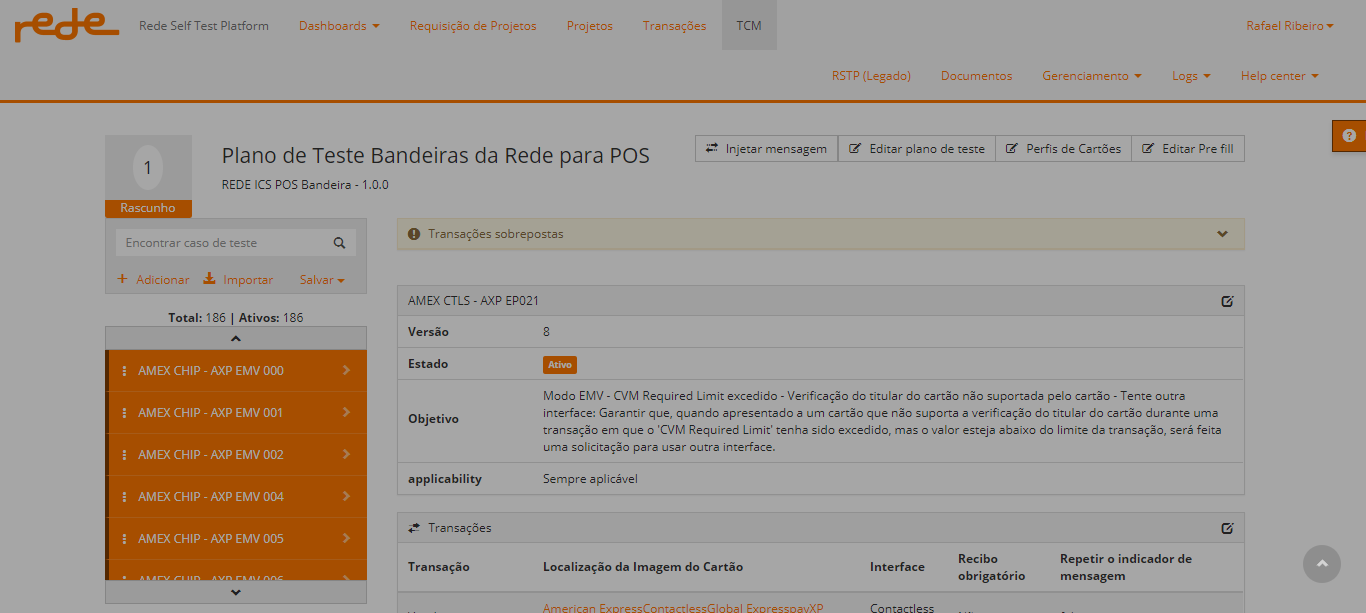 rede
Rede Self Test Platform
Dashboards
Requisição de Projetos
Projetos
Transações
TCM
Rafael Ribeiro
RSTP (Legado)
Documentos
Gerenciamento
Logs
Help center
1
Rascunho
Plano de Teste Bandeiras da Rede para POS
REDE ICS POS Bandeira - 1.0.0
Injetar mensagem
Editar plano de teste
Perfis de Cartões
Editar Pre fill
Encontrar caso de teste
+ Adicionar
Importar
Salvar
Total: 186 | Ativos: 186
AMEX CHIP - AXP EMV 000
AMEX CHIP - AXP EMV 001
AMEX CHIP - AXP EMV 002
AMEX CHIP - AXP EMV 004
AMEX CHIP - AXP EMV 005
AMEX CHIP - AXP EMV 006
Transações sobrepostas
AMEX CTLS - AXP EP021
Versão 8
Estado Ativo
Objetivo
Modo EMV - CVM Required Limit excedido - Verificação do titular do cartão não suportada pelo cartão - Tente outra
interface: Garantir que, quando apresentado a um cartão que não suporta a verificação do titular do cartão durante uma
transação em que o 'CVM Required Limit' tenha sido excedido, mas o valor esteja abaixo do limite da transação, será feita
uma solicitação para usar outra interface.
applicability Sempre aplicável
Transações
Transação
Localização da Imagem do Cartão
Interface
Recibo
obrigatório
Repetir o indicador de
mensagem
American ExpressContactlessGlobal ExpresspayXP
Contactless